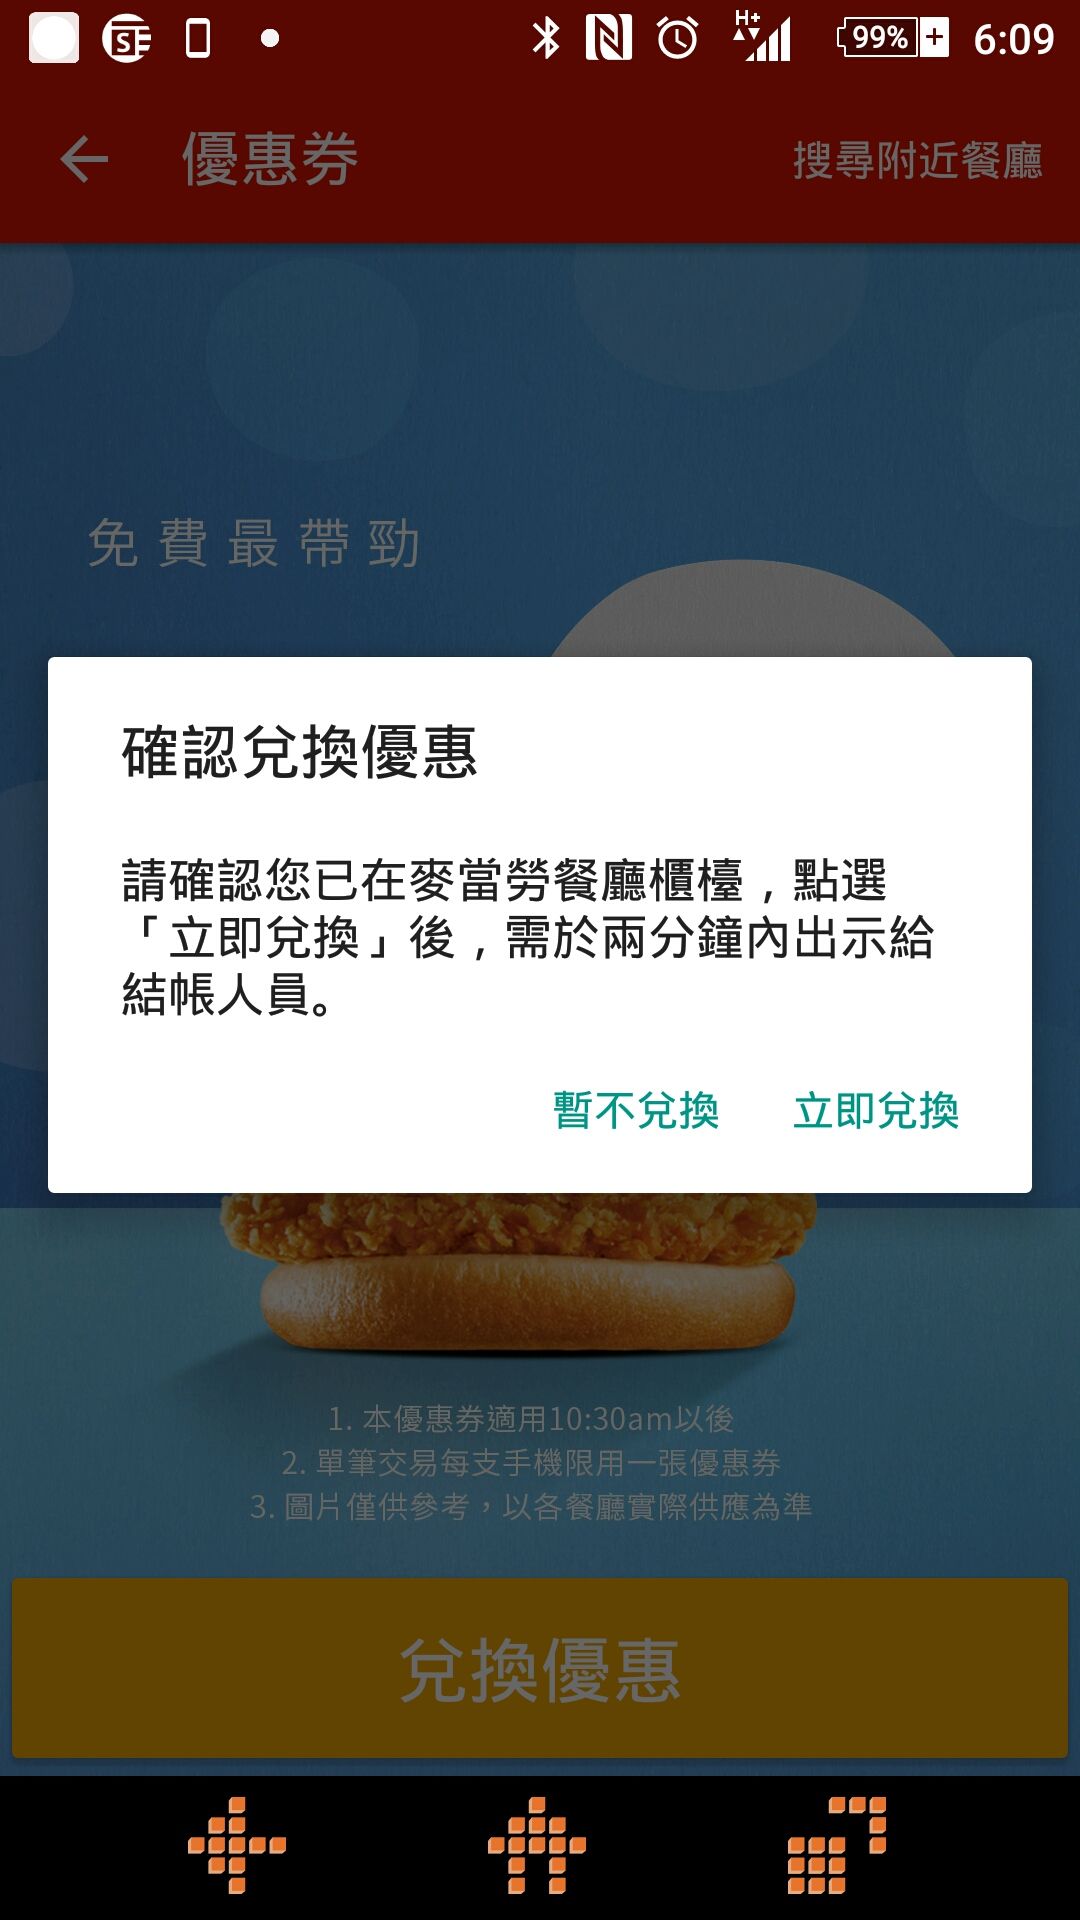 H+ 99% 6:09
優惠券 搜尋附近餐廳
免費最帶勁
確認兌換優惠
請確認您已在麥當勞餐廳櫃檯，點選
「立即兌換」後，需於兩分鐘內出示給
結帳人員。
暫不兌換 立即兌換
1. 本優惠券適用10:30am以後
2. 單筆交易每支手機限用一張優惠券
3. 圖片僅供參考，以各餐廳實際供應為準
兌換優惠